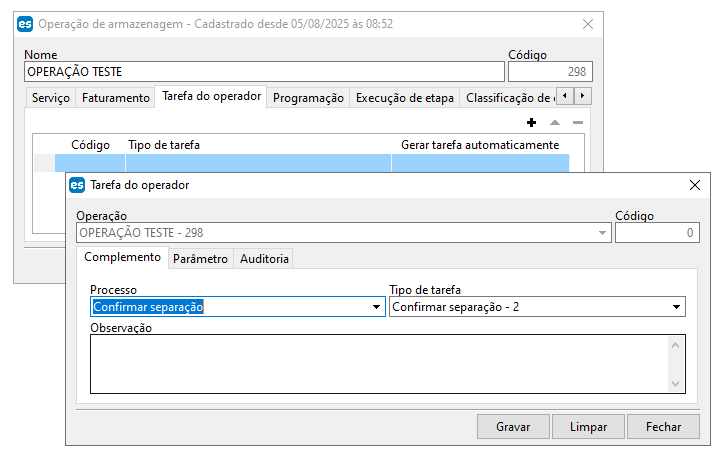 es Operação de armazenagem - Cadastrado desde 05/08/2025 às 08:52
Nome Código
OPERAÇÃO TESTE 298
Serviço Faturamento Tarefa do operador Programação Execução de etapa Classificação de
Código Tipo de tarefa Gerar tarefa automaticamente
es Tarefa do operador
Operação Código
OPERAÇÃO TESTE - 298 0
Complemento Parâmetro Auditoria
Processo Tipo de tarefa
Confirmar separação Confirmar separação - 2
Observação
Gravar Limpar Fechar